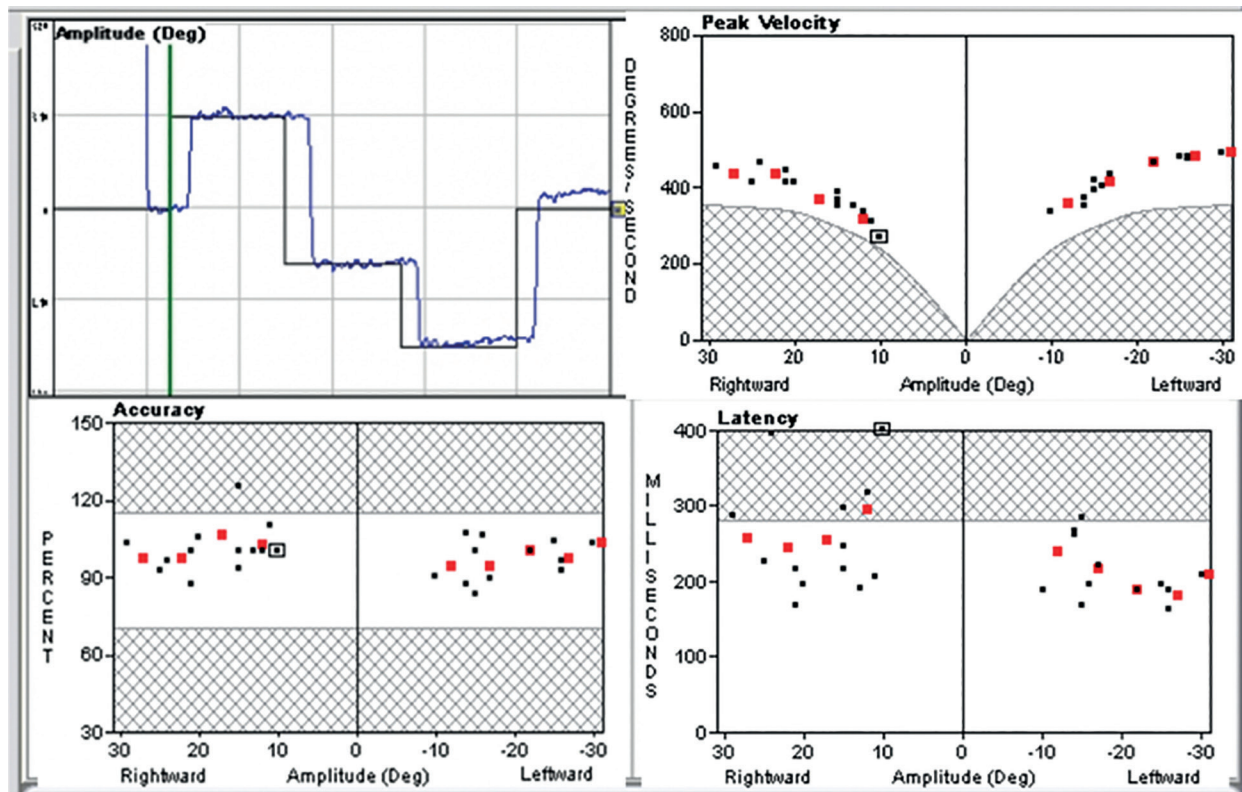 Amplitude (Deg)
Peak Velocity
DEGREES/SECOND
800
600
400
200
0
30 20 10 0 -10 -20 -30
Rightward Amplitude (Deg) Leftward
Accuracy
PERCENT
150
120
90
60
30
30 20 10 0 -10 -20 -30
Rightward Amplitude (Deg) Leftward
Latency
MILLISECONDS
400
300
200
100
0
30 20 10 0 -10 -20 -30
Rightward Amplitude (Deg) Leftward